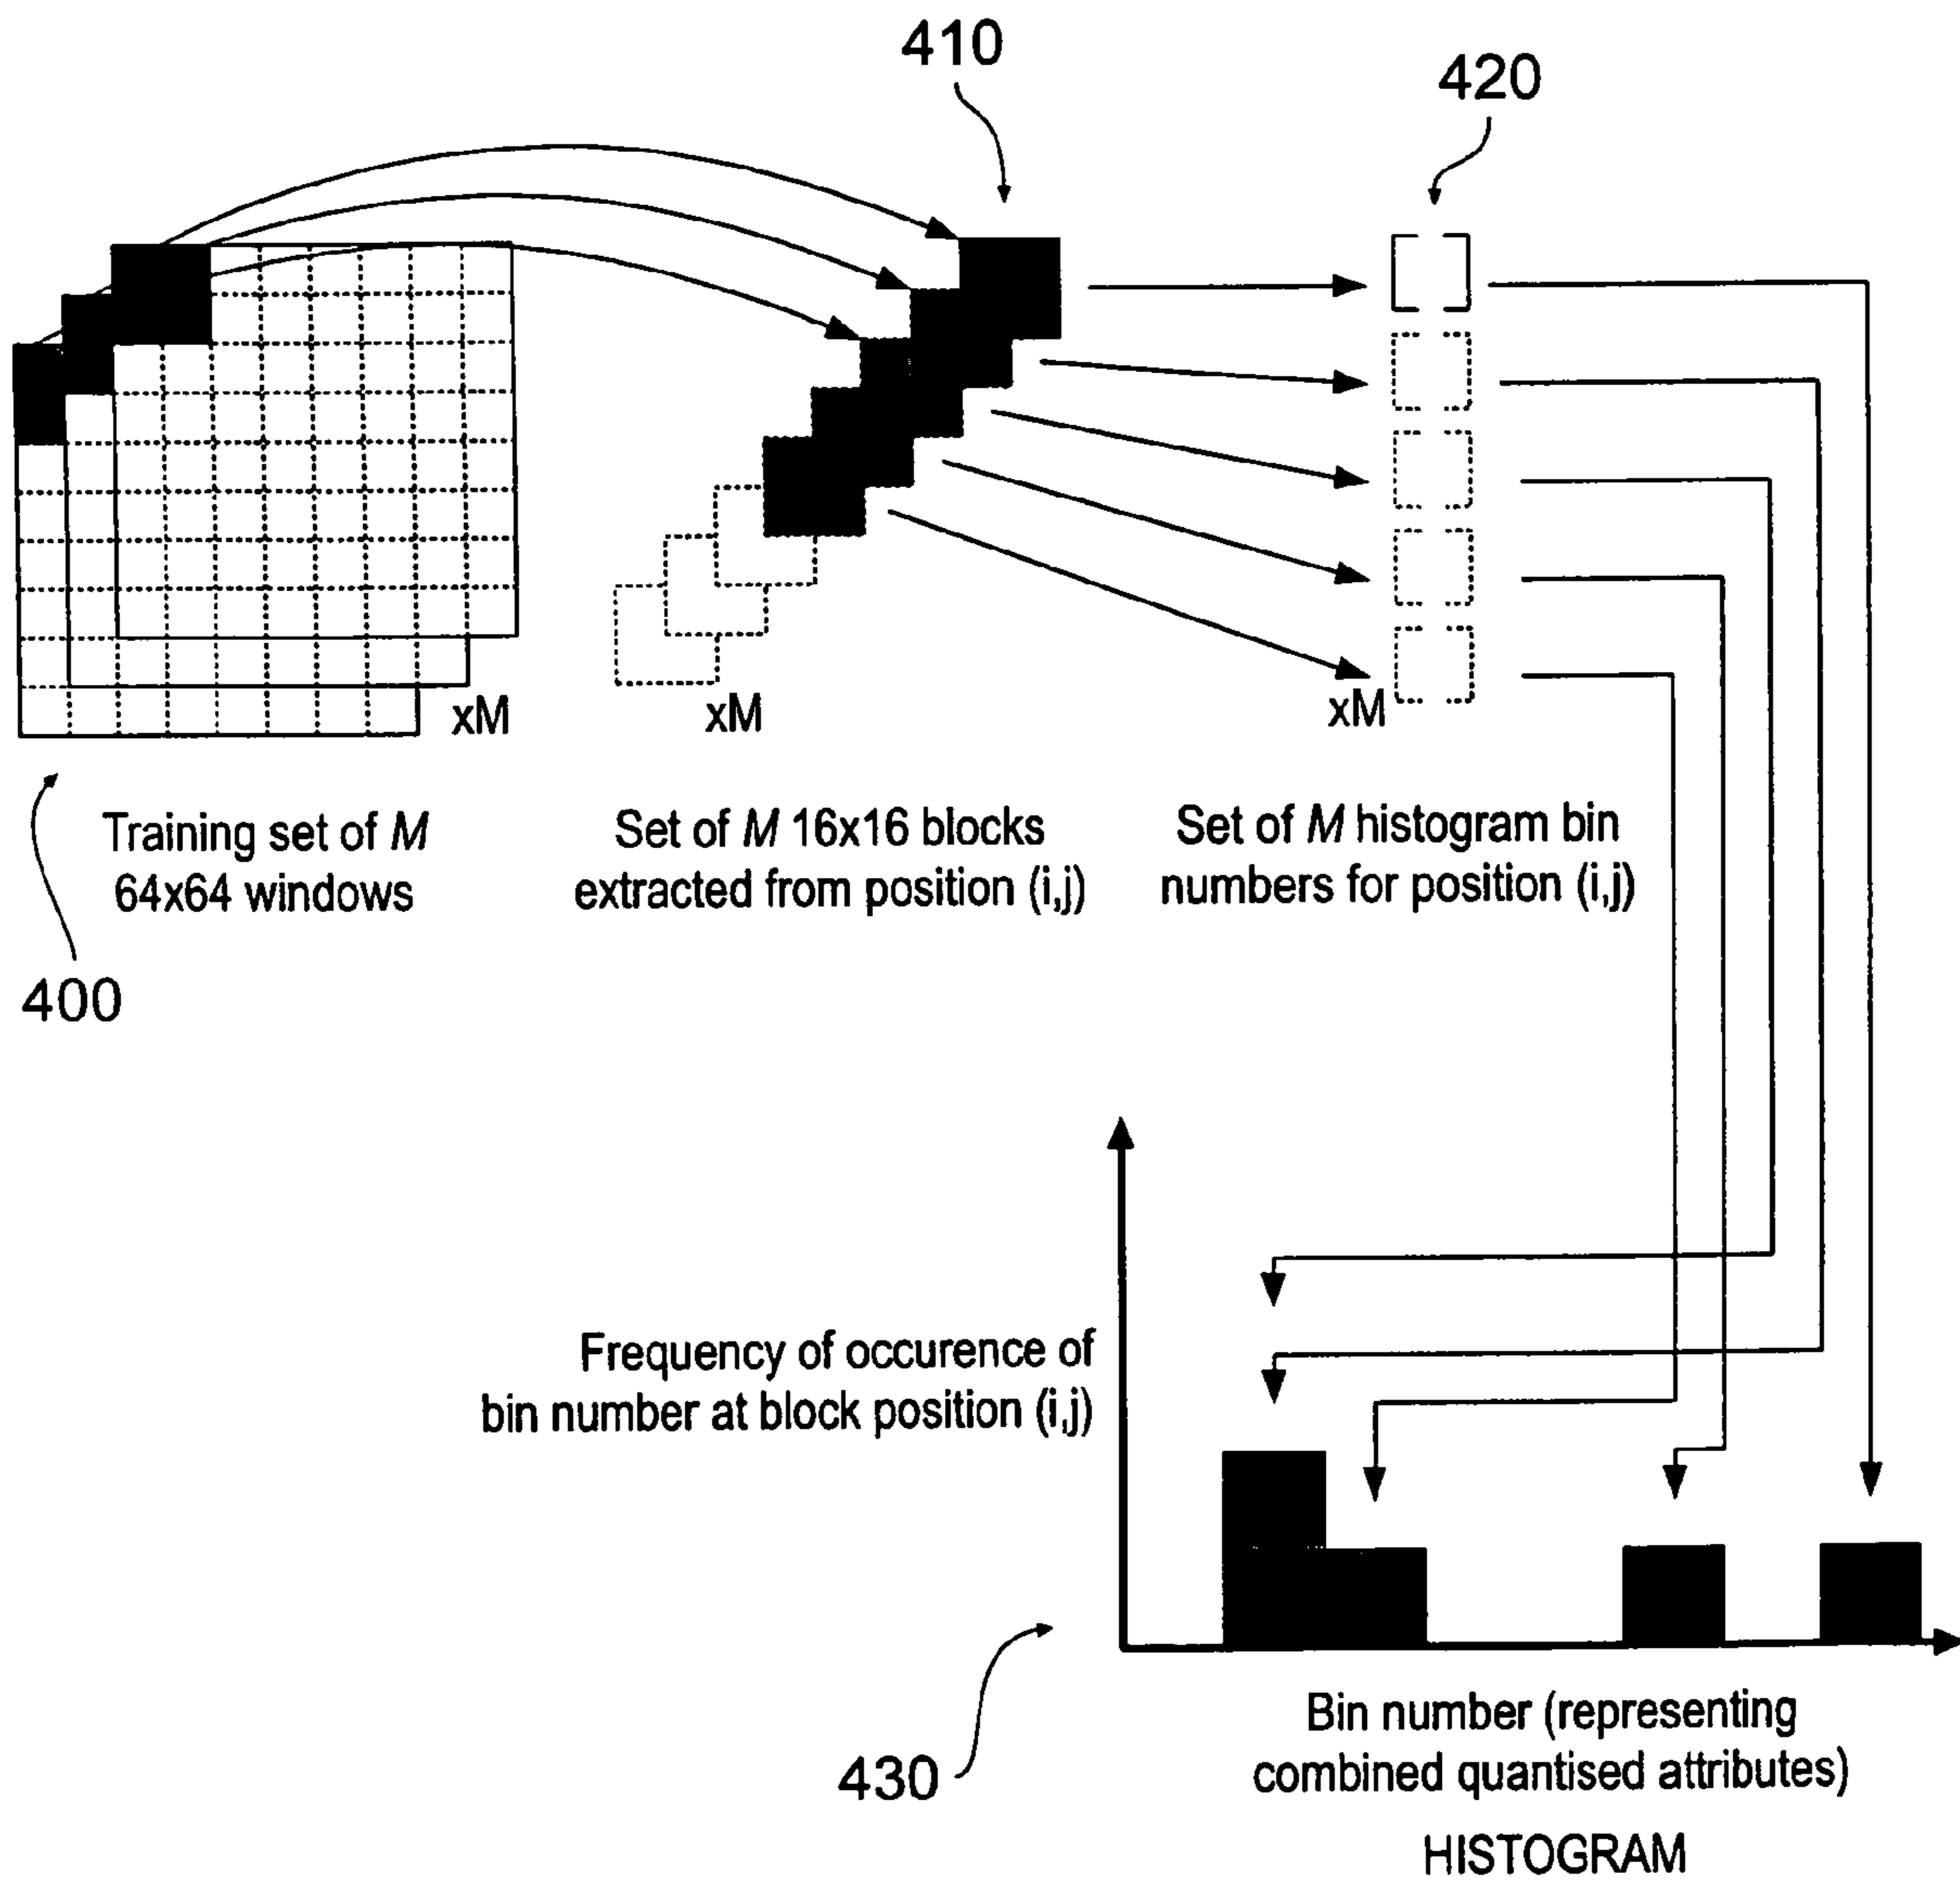 410
420
xM
xM
xM
Training set of M
64x64 windows
Set of M 16x16 blocks
extracted from position (i,j)
Set of M histogram bin
numbers for position (i,j)
400
Frequency of occurence of
bin number at block position (i,j)
430
Bin number (representing
combined quantised attributes)
HISTOGRAM